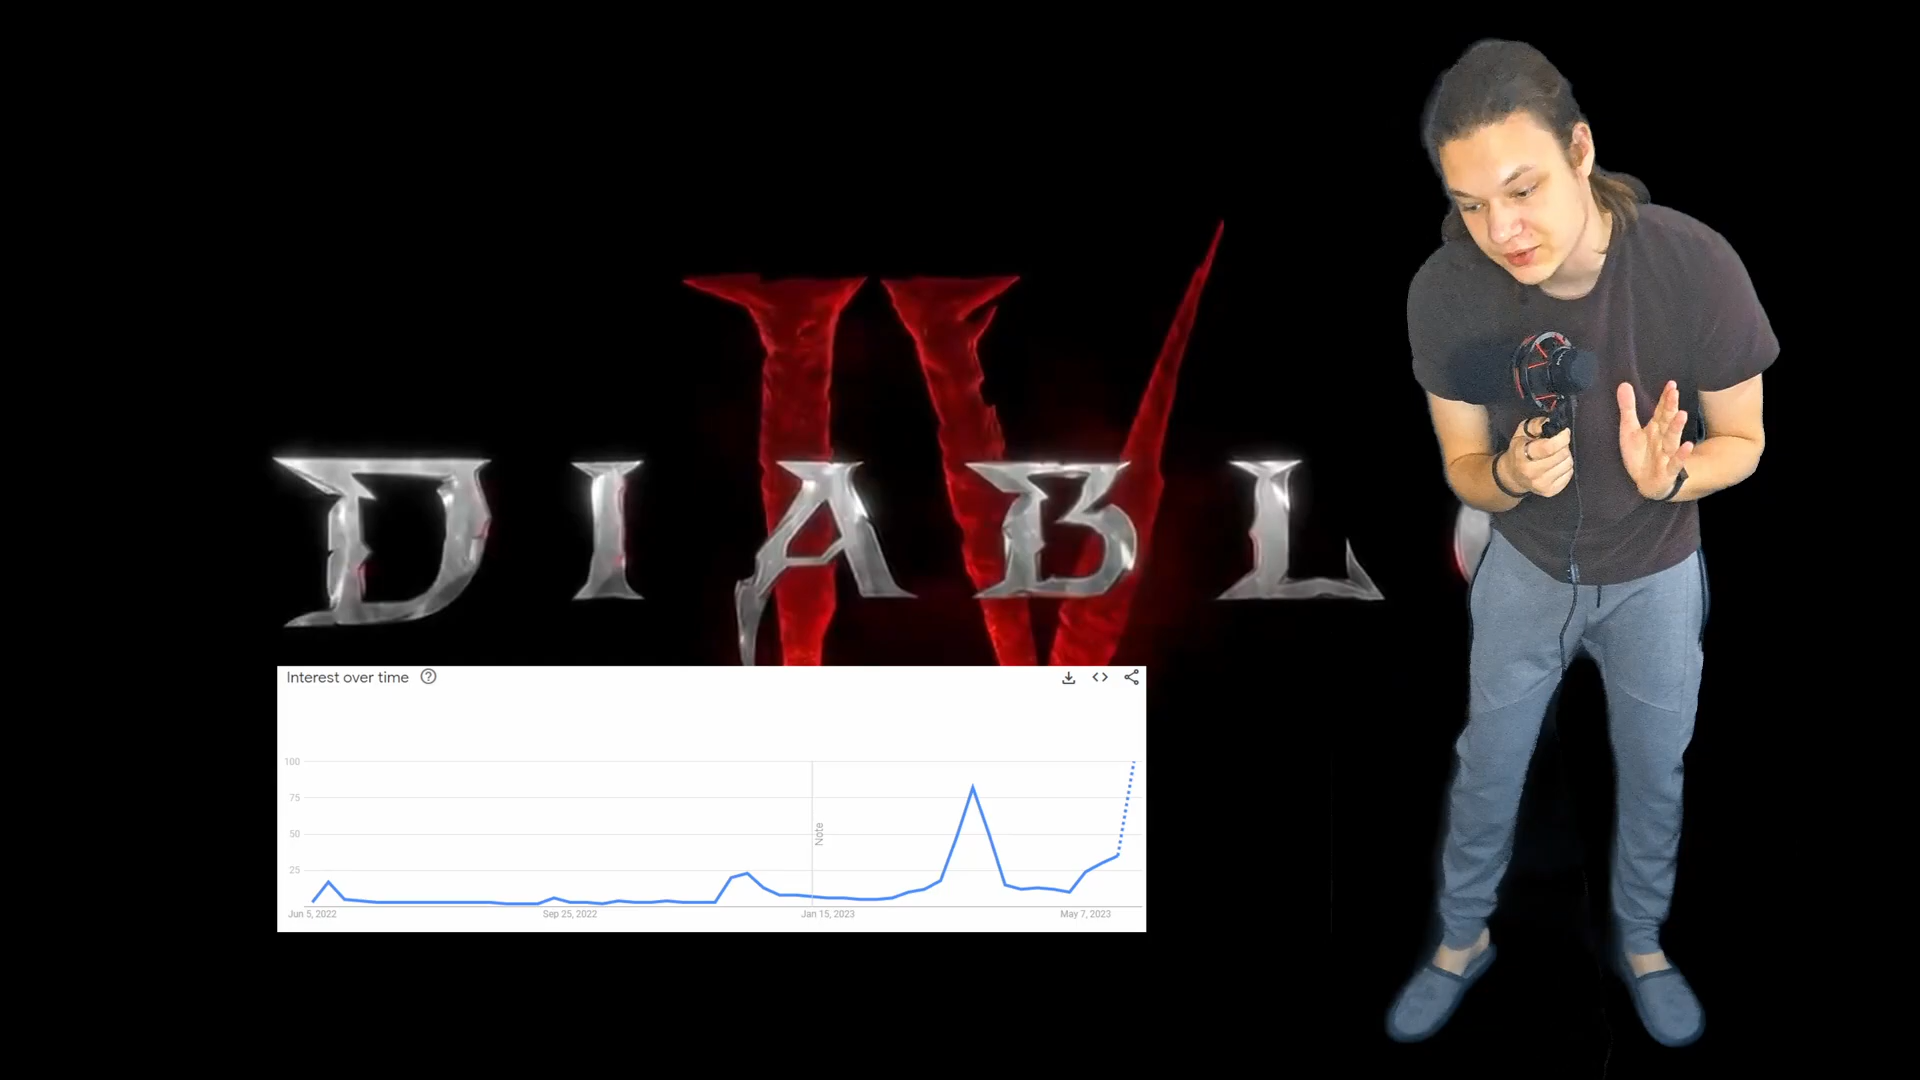 IV
DIABL
Interest over time
100
75
50
25
Note
Jun 5, 2022 Sep 25, 2022 Jan 15, 2023 May 7, 2023